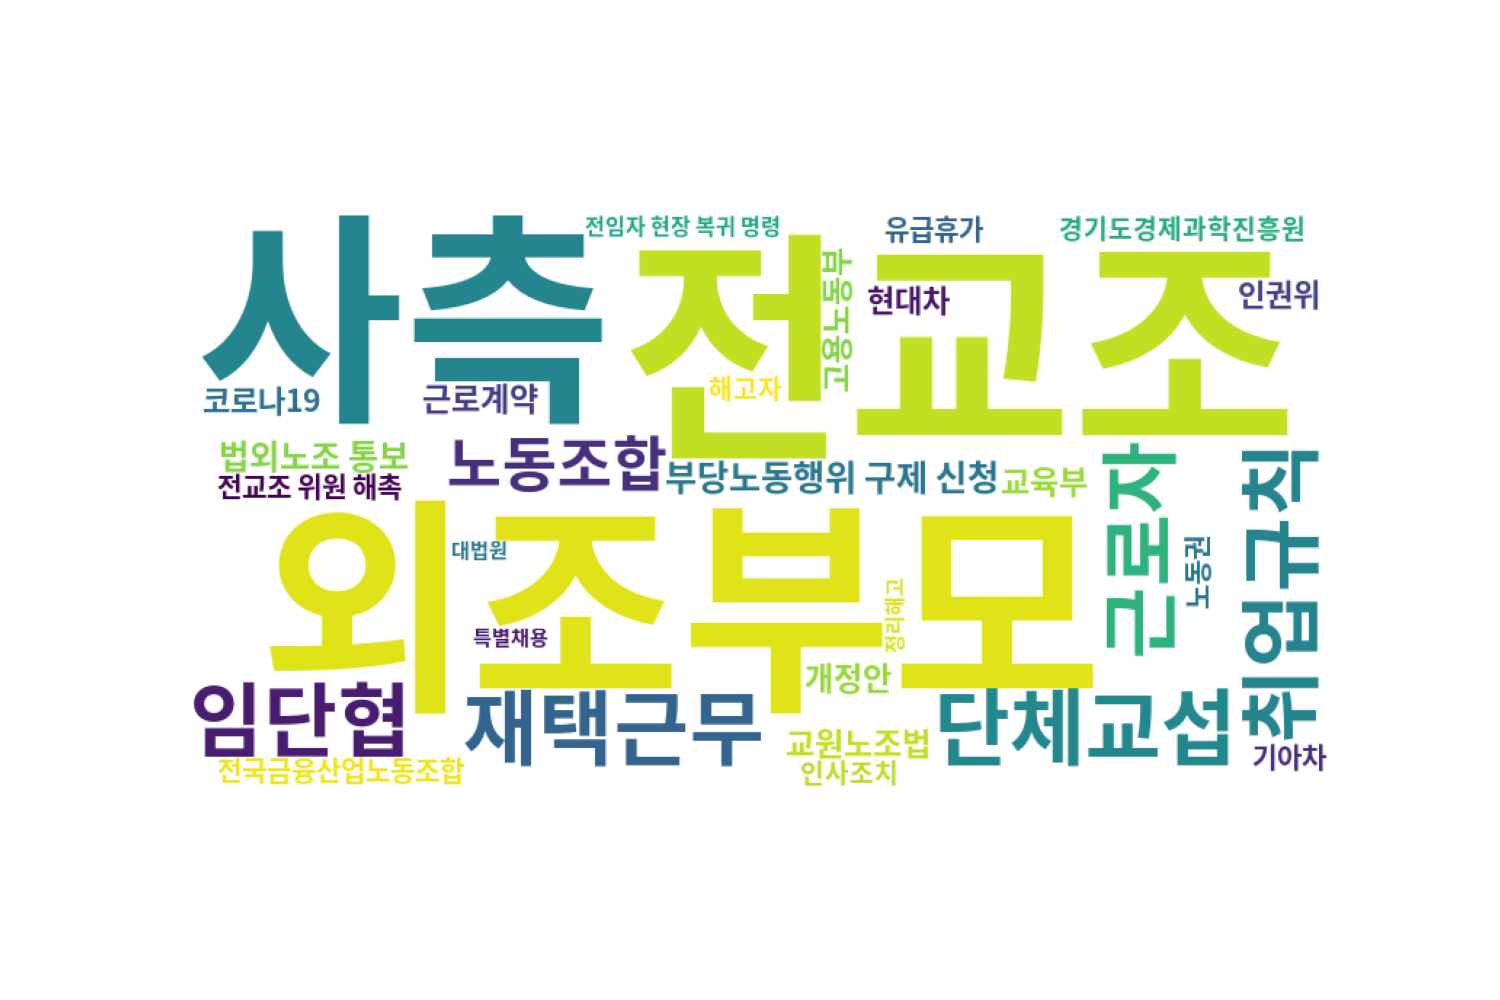 사측
전교조
전임자 현장 복귀 명령
유급휴가
경기도경제과학진흥원
고용노동부
현대차
인권위
해고자
코로나19
근로계약
노동조합
법외노조 통보
전교조 위원 해촉
부당노동행위 구제 신청
교육부
외조부모
대법원
특별채용
정리해고
근로자
노동권
취업규칙
개정안
임단협
재택근무
단체교섭
교원노조법
인사조치
전국금융산업노동조합
기아차